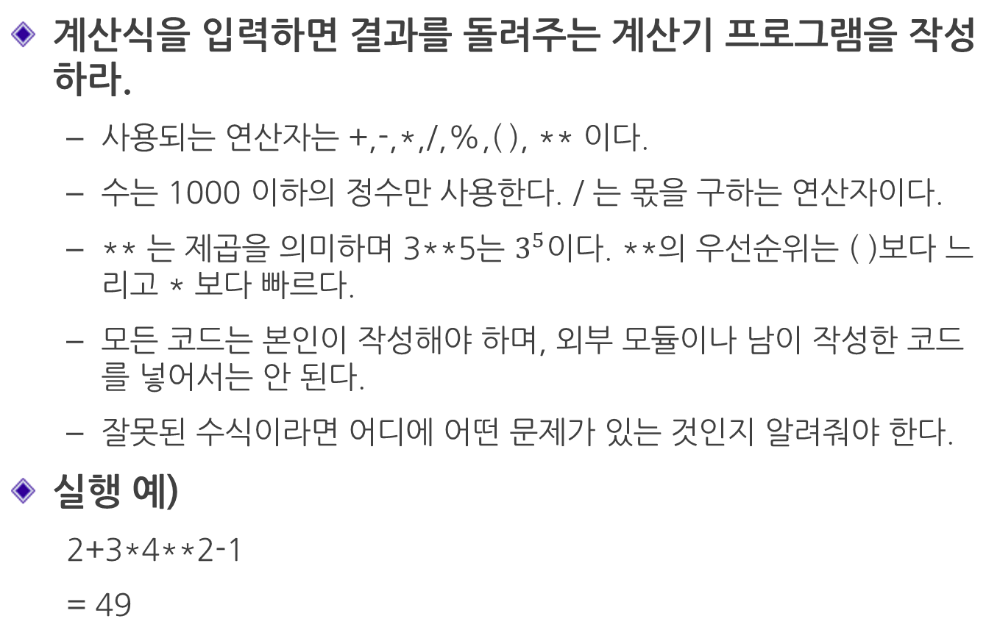 계산식을 입력하면 결과를 돌려주는 계산기 프로그램을 작성
하라.
– 사용되는 연산자는 +,-,*,/,%,( ), ** 이다.
– 수는 1000 이하의 정수만 사용한다. / 는 몫을 구하는 연산자이다.
– ** 는 제곱을 의미하며 3**5는 3⁵이다. **의 우선순위는 ( )보다 느
리고 * 보다 빠르다.
– 모든 코드는 본인이 작성해야 하며, 외부 모듈이나 남이 작성한 코드
를 넣어서는 안 된다.
– 잘못된 수식이라면 어디에 어떤 문제가 있는 것인지 알려줘야 한다.
실행 예)
2+3*4**2-1
= 49